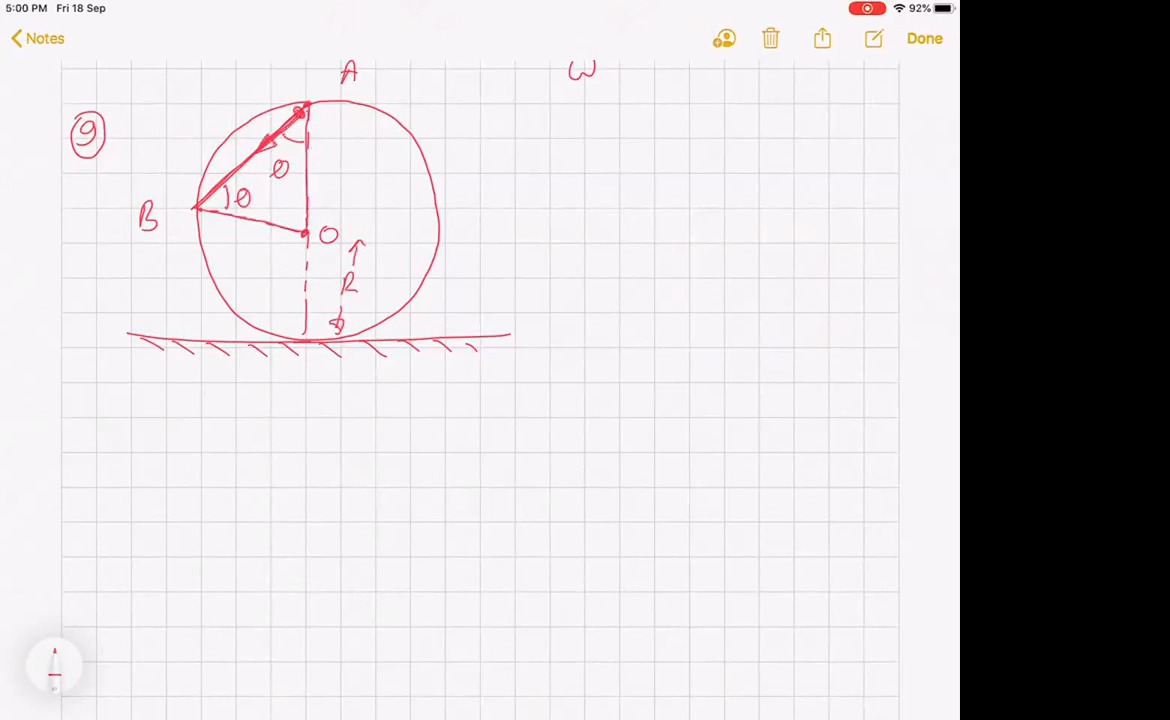 5:00 PM Fri 18 Sep 92%
Notes Done
A W
9
θ
θ
B
O
R